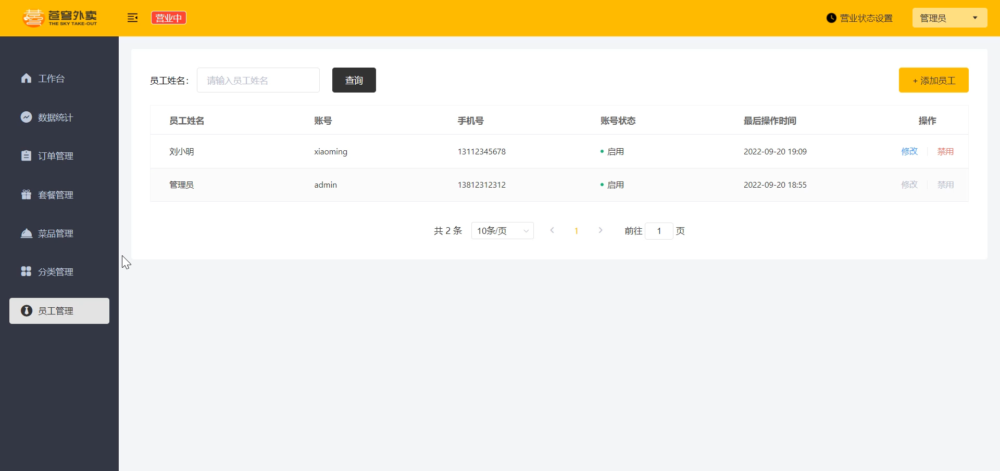 苍穹外卖
THE SKY TAKE-OUT
营业中
营业状态设置
管理员
工作台
数据统计
订单管理
套餐管理
菜品管理
分类管理
员工管理
员工姓名：
请输入员工姓名
查询
+ 添加员工
员工姓名 账号 手机号 账号状态 最后操作时间 操作
刘小明 xiaoming 13112345678 启用 2022-09-20 19:09 修改 禁用
管理员 admin 13812312312 启用 2022-09-20 18:55 修改 禁用
共 2 条 10条/页 1 前往 1 页